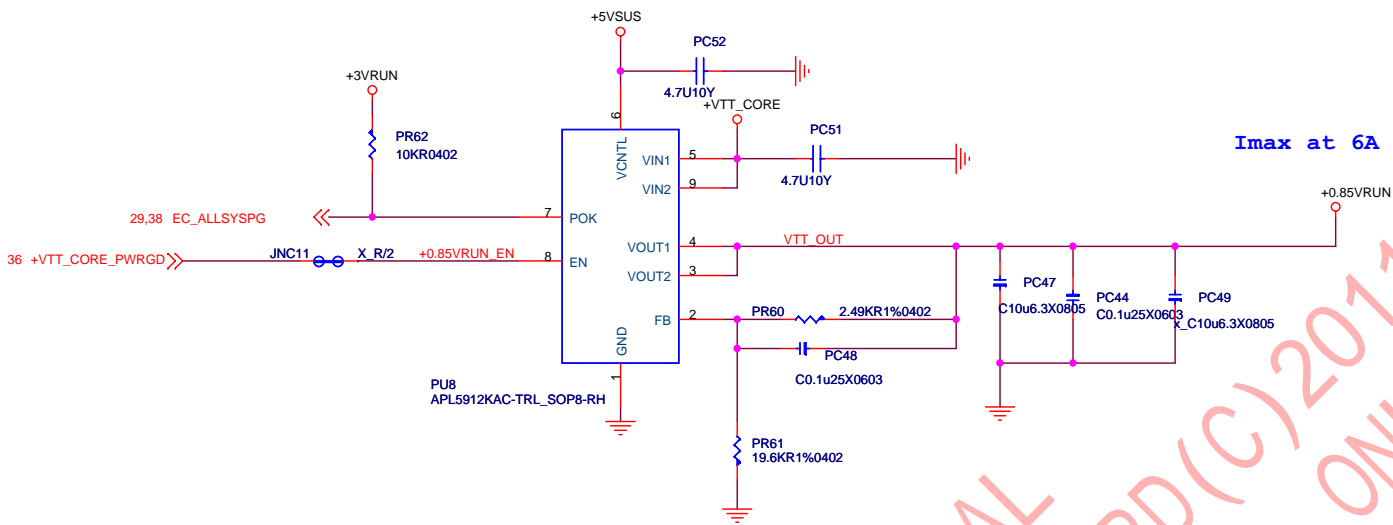 +5VSUS
PC52
4.7U10Y
+3VRUN
PR62
10KR0402
+VTT_CORE
PC51
4.7U10Y
Imax at 6A
+0.85VRUN
6
VCNTL
VIN1
5
VIN2
9
29,38 EC_ALLSYSPG
7
POK
36 +VTT_CORE_PWRGD
JNC11
X_R/2
+0.85VRUN_EN
8
EN
VOUT1
4
VTT_OUT
VOUT2
3
FB
2
PR60
2.49KR1%0402
PC48
C0.1u25X0603
PC47
C10u6.3X0805
PC44
C0.1u25X0603
PC49
x_C10u6.3X0805
GND
1
PU8
APL5912KAC-TRL_SOP8-RH
PR61
19.6KR1%0402
(C)2011